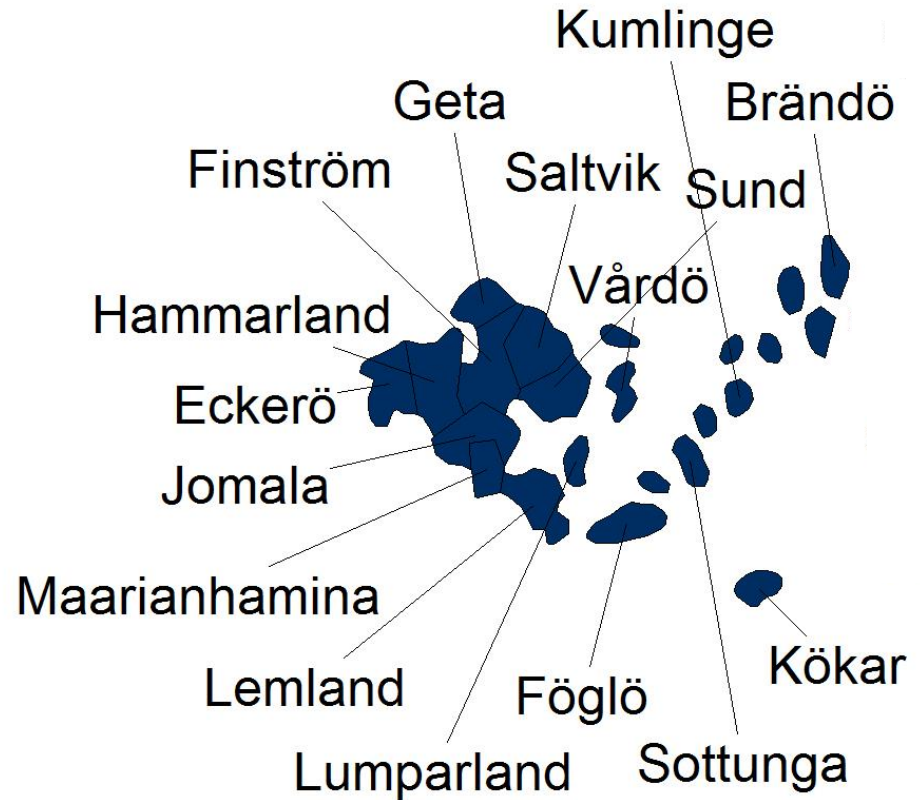 Kumlinge
Geta
Brändö
Finström
Saltvik
Sund
Vårdö
Hammarland
Eckerö
Jomala
Maarianhamina
Lemland
Föglö
Kökar
Lumparland
Sottunga